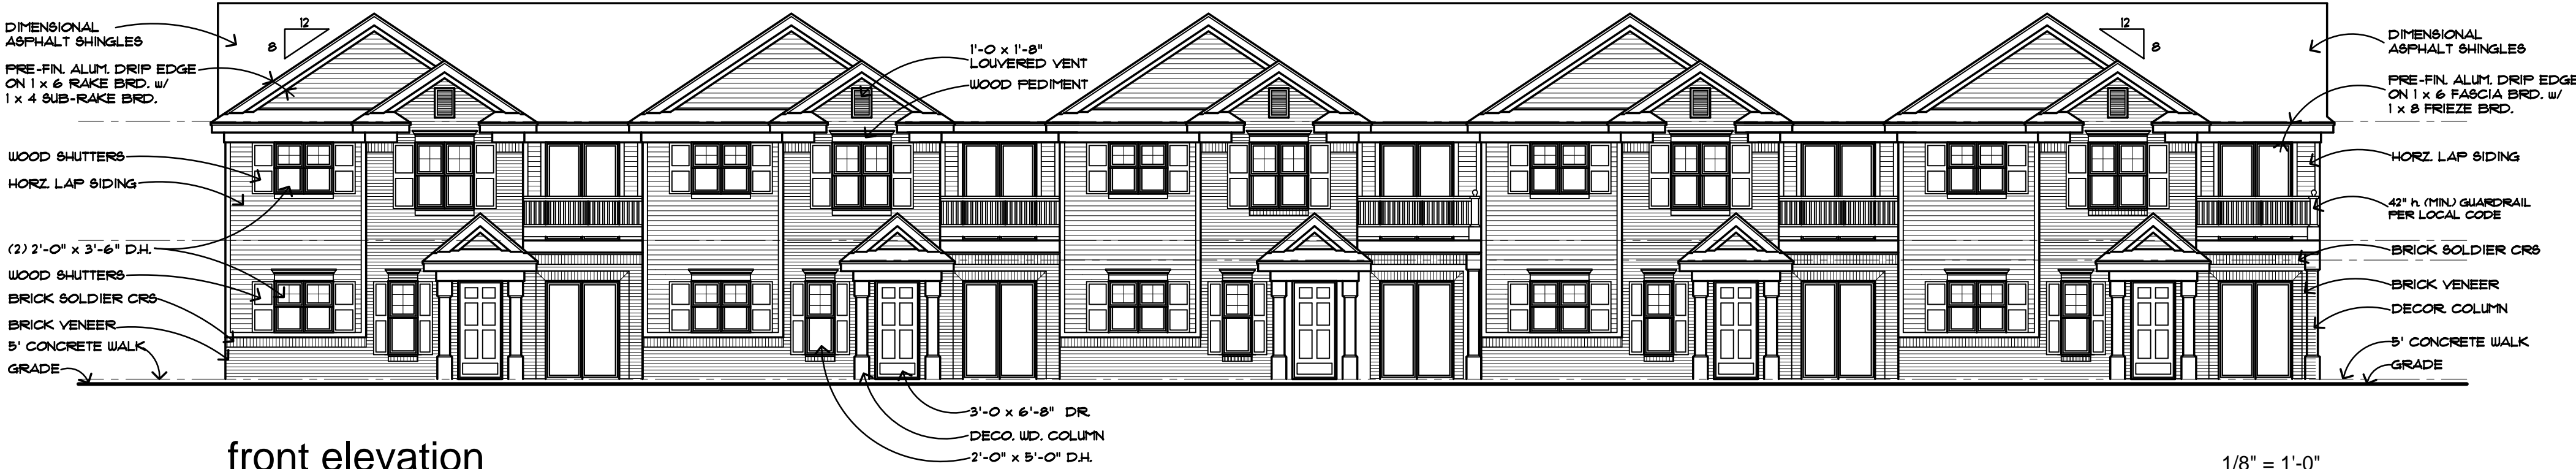 DIMENSIONAL
ASPHALT SHINGLES
12
8
PRE-FIN. ALUM. DRIP EDGE
ON 1 x 6 RAKE BRD. w/
1 x 4 SUB-RAKE BRD.
WOOD SHUTTERS
HORZ. LAP SIDING
(2) 2'-0" x 3'-6" D.H.
WOOD SHUTTERS
BRICK SOLDIER CRS
BRICK VENEER
5' CONCRETE WALK
GRADE
1'-0 x 1'-8"
LOUVERED VENT
WOOD PEDIMENT
3'-0 x 6'-8" DR.
DECO. WD. COLUMN
2'-0" x 5'-0" D.H.
12
8
DIMENSIONAL
ASPHALT SHINGLES
PRE-FIN. ALUM. DRIP EDGE
ON 1 x 6 FASCIA BRD. w/
1 x 8 FRIEZE BRD.
HORZ. LAP SIDING
42" h. (MIN.) GUARDRAIL
PER LOCAL CODE
BRICK SOLDIER CRS
BRICK VENEER
DECOR. COLUMN
5' CONCRETE WALK
GRADE
front elevation
1/8" = 1'-0"